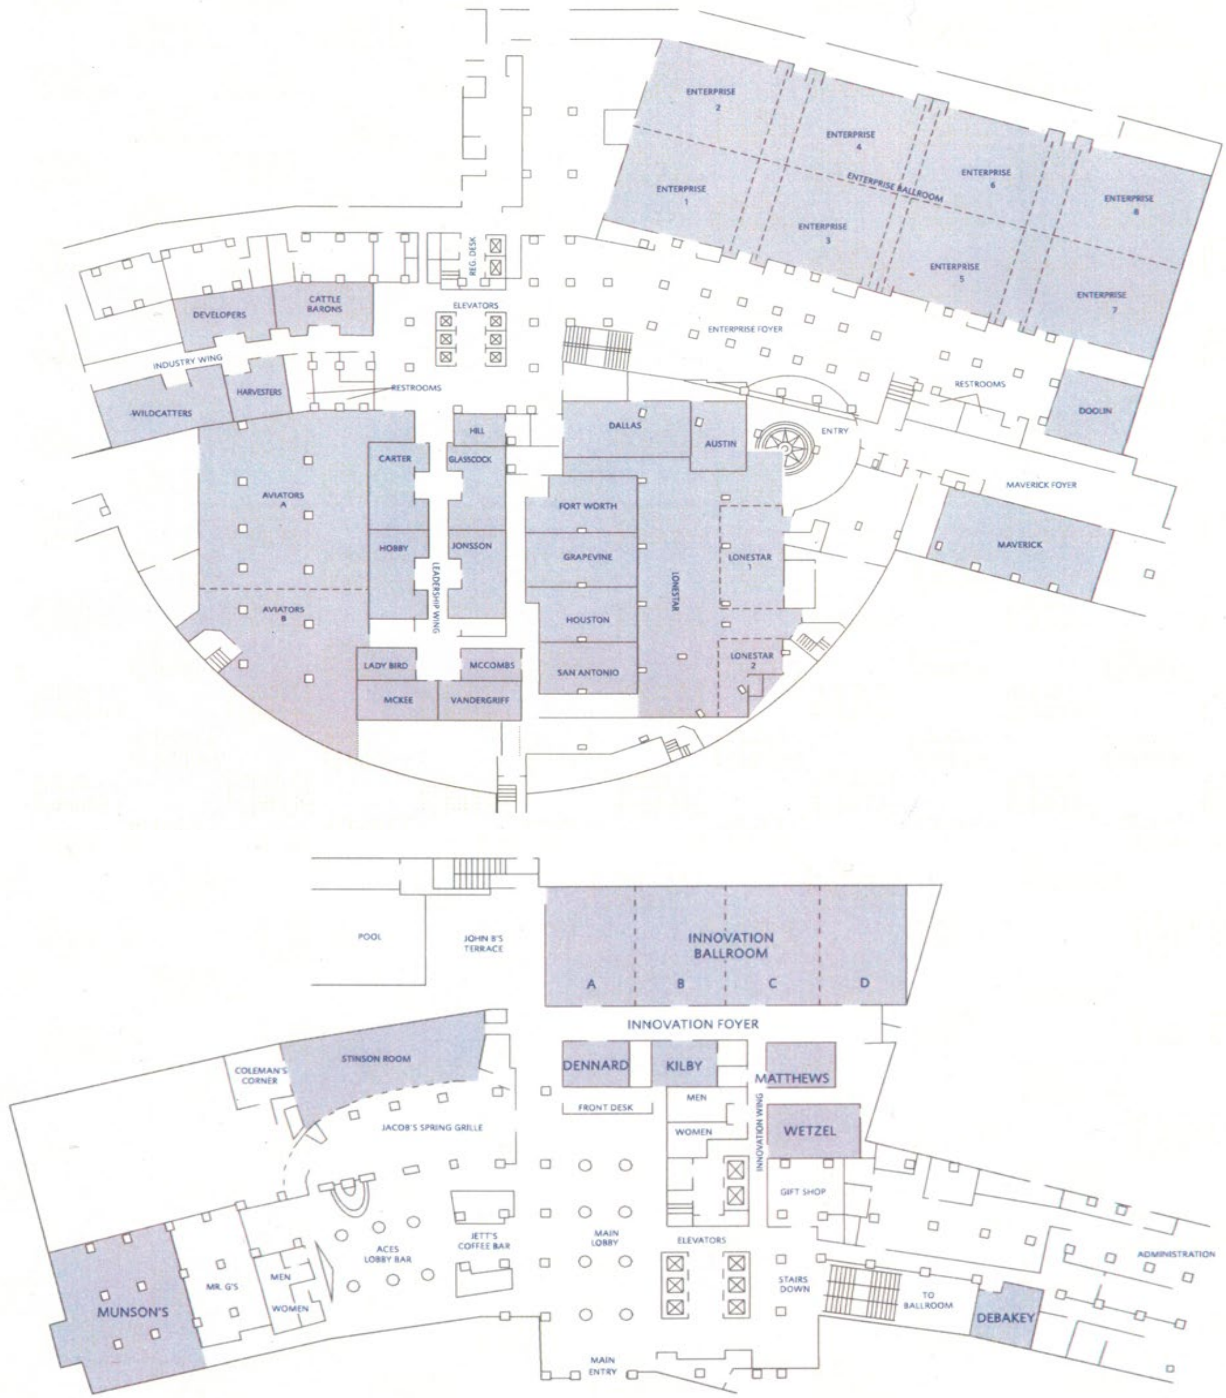 ENTERPRISE
2
ENTERPRISE
4
ENTERPRISE
6
ENTERPRISE
8
ENTERPRISE BALLROOM
ENTERPRISE
1
ENTERPRISE
3
ENTERPRISE
5
ENTERPRISE
7
REG. DESK
ELEVATORS
CATTLE
BARONS
DEVELOPERS
ENTERPRISE FOYER
INDUSTRY WING
HARVESTERS
WILDCATTERS
RESTROOMS
RESTROOMS
DOOLIN
DALLAS
AUSTIN
ENTRY
HILL
CARTER
GLASSCOCK
MAVERICK FOYER
AVIATORS
A
FORT WORTH
MAVERICK
HOBBY
JONSSON
GRAPEVINE
LONESTAR
1
LONESTAR
LEADERSHIP WING
AVIATORS
B
HOUSTON
LADY BIRD
MCCOMBS
SAN ANTONIO
LONESTAR
2
MCKEE
VANDERGRIFF
POOL
JOHN B'S
TERRACE
INNOVATION
BALLROOM
A
B
C
D
INNOVATION FOYER
STINSON ROOM
COLEMAN'S
CORNER
DENNARD
KILBY
MATTHEWS
FRONT DESK
MEN
WOMEN
INNOVATION WING
WETZEL
JACOB'S SPRING GRILLE
GIFT SHOP
ACES
LOBBY BAR
JETT'S
COFFEE BAR
MAIN
LOBBY
ELEVATORS
ADMINISTRATION
MR. G'S
MEN
WOMEN
MUNSON'S
STAIRS
DOWN
TO
BALLROOM
DEBAKEY
MAIN
ENTRY